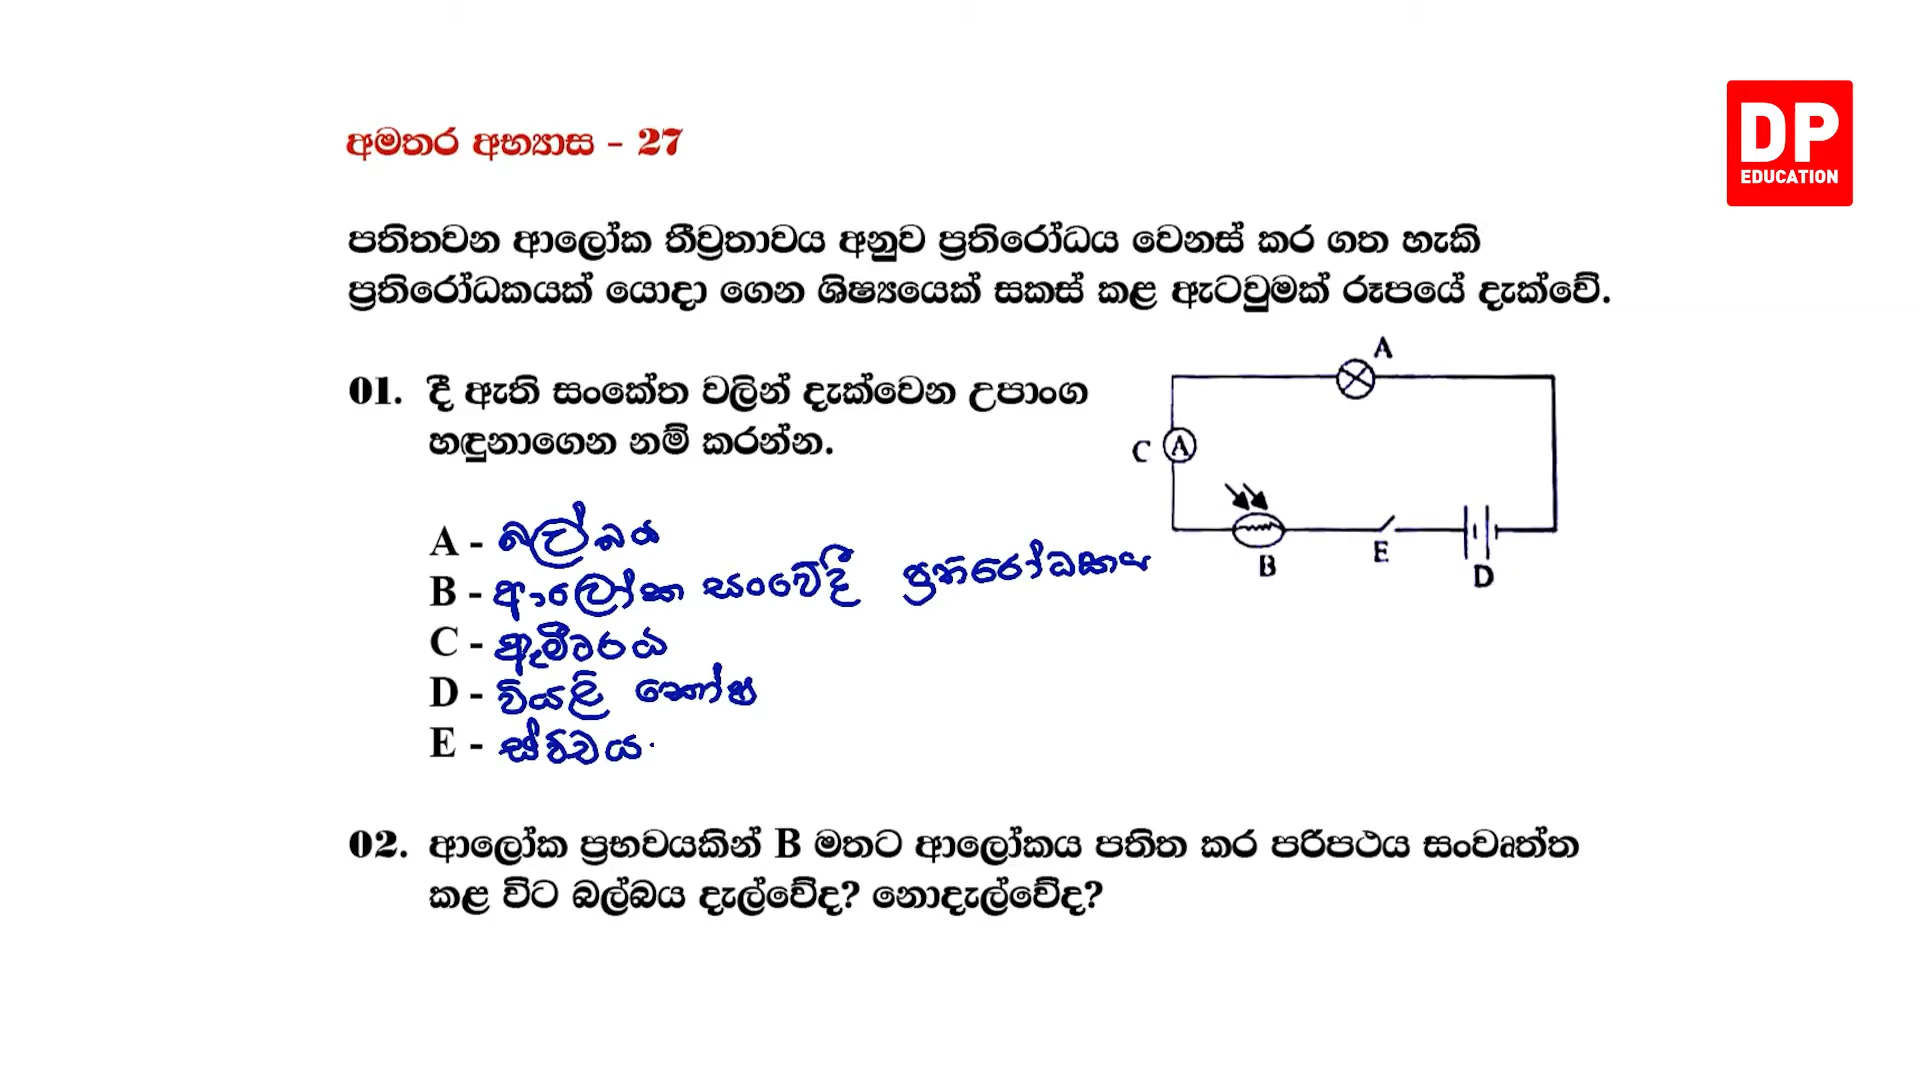 DP
EDUCATION
අමතර අභ්‍යාස - 27
පතිතවන ආලෝක තීව්‍රතාවය අනුව ප්‍රතිරෝධය වෙනස් කර ගත හැකි
ප්‍රතිරෝධකයක් යොදා ගෙන ශිෂ්‍යයෙක් සකස් කළ ඇටවුමක් රූපයේ දැක්වේ.
01. දී ඇති සංකේත වලින් දැක්වෙන උපාංග
හඳුනාගෙන නම් කරන්න.
A
C A
B
E
D
A - බල්බය
B - ආලෝක සංවේදී ප්‍රතිරෝධකය
C - ඇමීටරය
D - වියළි කෝෂ
E - ස්විචය
02. ආලෝක ප්‍රභවයකින් B මතට ආලෝකය පතිත කර පරිපථය සංවෘත්ත
කළ විට බල්බය දැල්වේද? නොදැල්වේද?